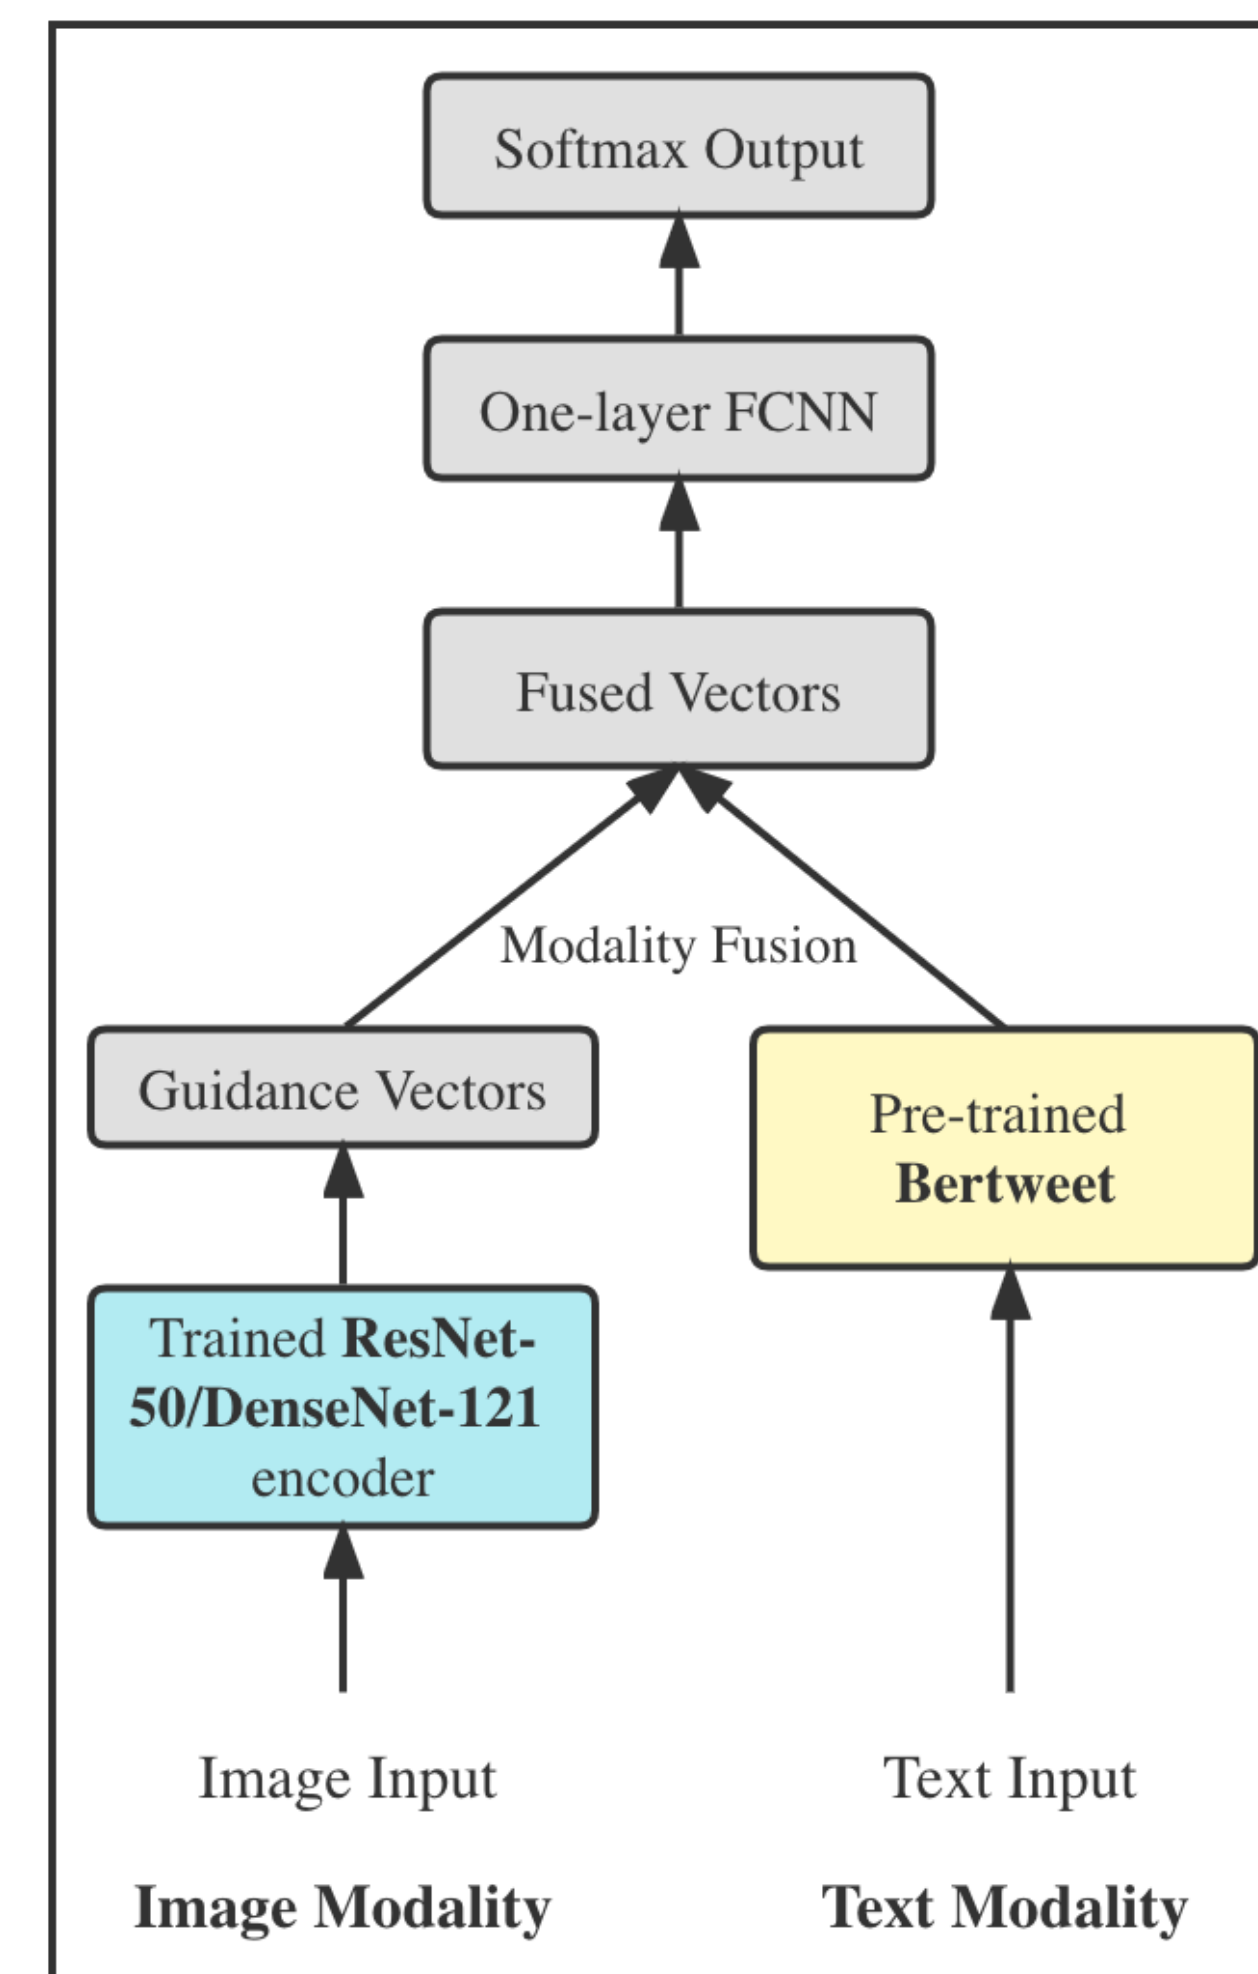 Softmax Output
One-layer FCNN
Fused Vectors
Modality Fusion
Guidance Vectors
Pre-trained
Bertweet
Trained ResNet-
50/DenseNet-121
encoder
Image Input
Text Input
Image Modality
Text Modality